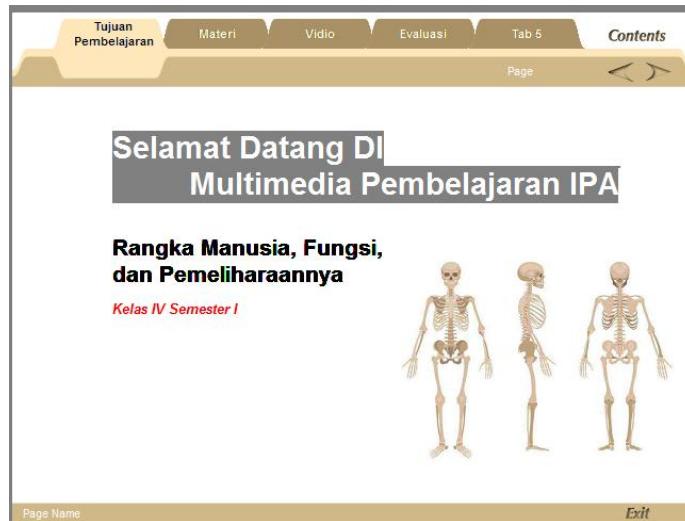 Tujuan
Pembelajaran
Materi
Vidio
Evaluasi
Tab 5
Contents
Page
Selamat Datang DI
Multimedia Pembelajaran IPA
Rangka Manusia, Fungsi,
dan Pemeliharaannya
Kelas IV Semester I
Page Name
Exit